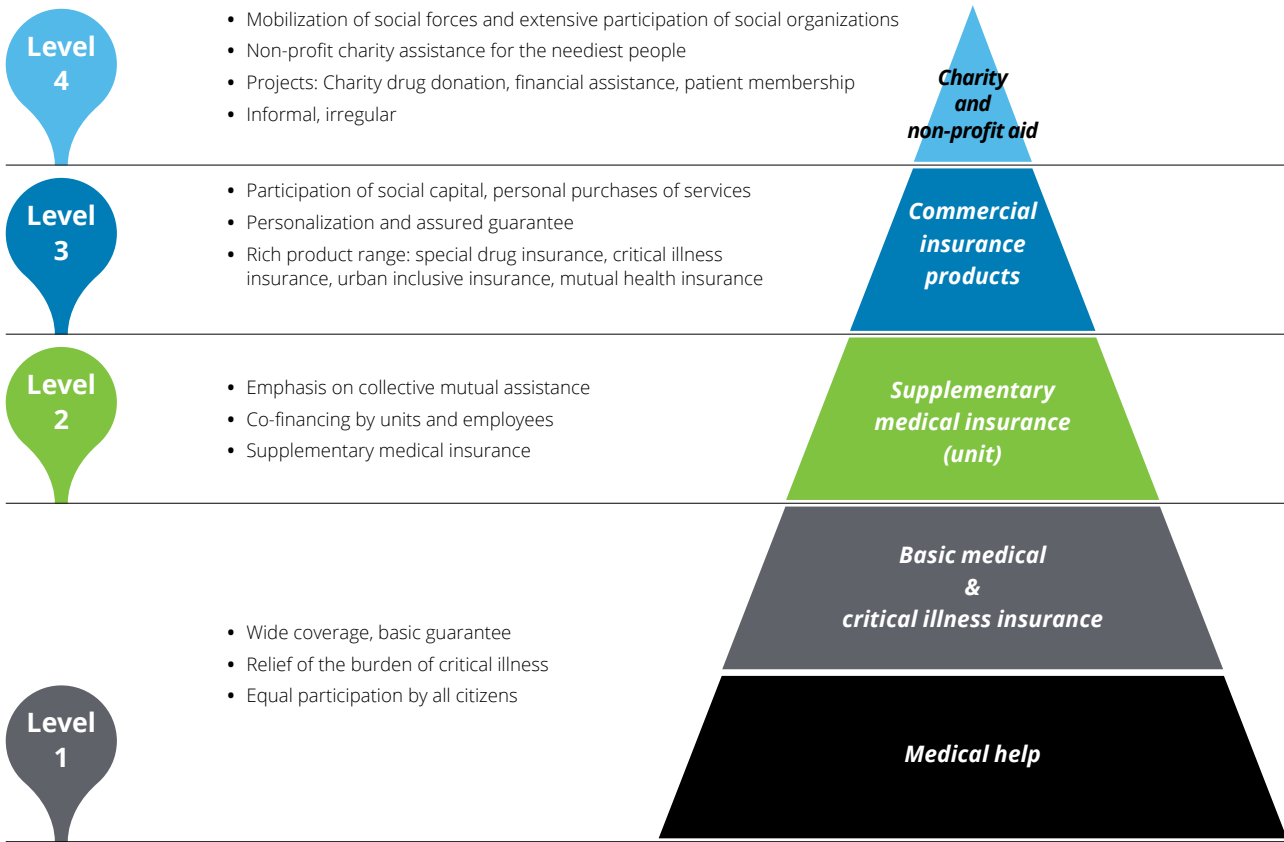 Level
4
• Mobilization of social forces and extensive participation of social organizations
• Non-profit charity assistance for the neediest people
• Projects: Charity drug donation, financial assistance, patient membership
• Informal, irregular
Charity
and
non-profit aid
Level
3
• Participation of social capital, personal purchases of services
• Personalization and assured guarantee
• Rich product range: special drug insurance, critical illness
insurance, urban inclusive insurance, mutual health insurance
Commercial
insurance
products
Level
2
• Emphasis on collective mutual assistance
• Co-financing by units and employees
• Supplementary medical insurance
Supplementary
medical insurance
(unit)
Level
1
• Wide coverage, basic guarantee
• Relief of the burden of critical illness
• Equal participation by all citizens
Basic medical
&
critical illness insurance
Medical help